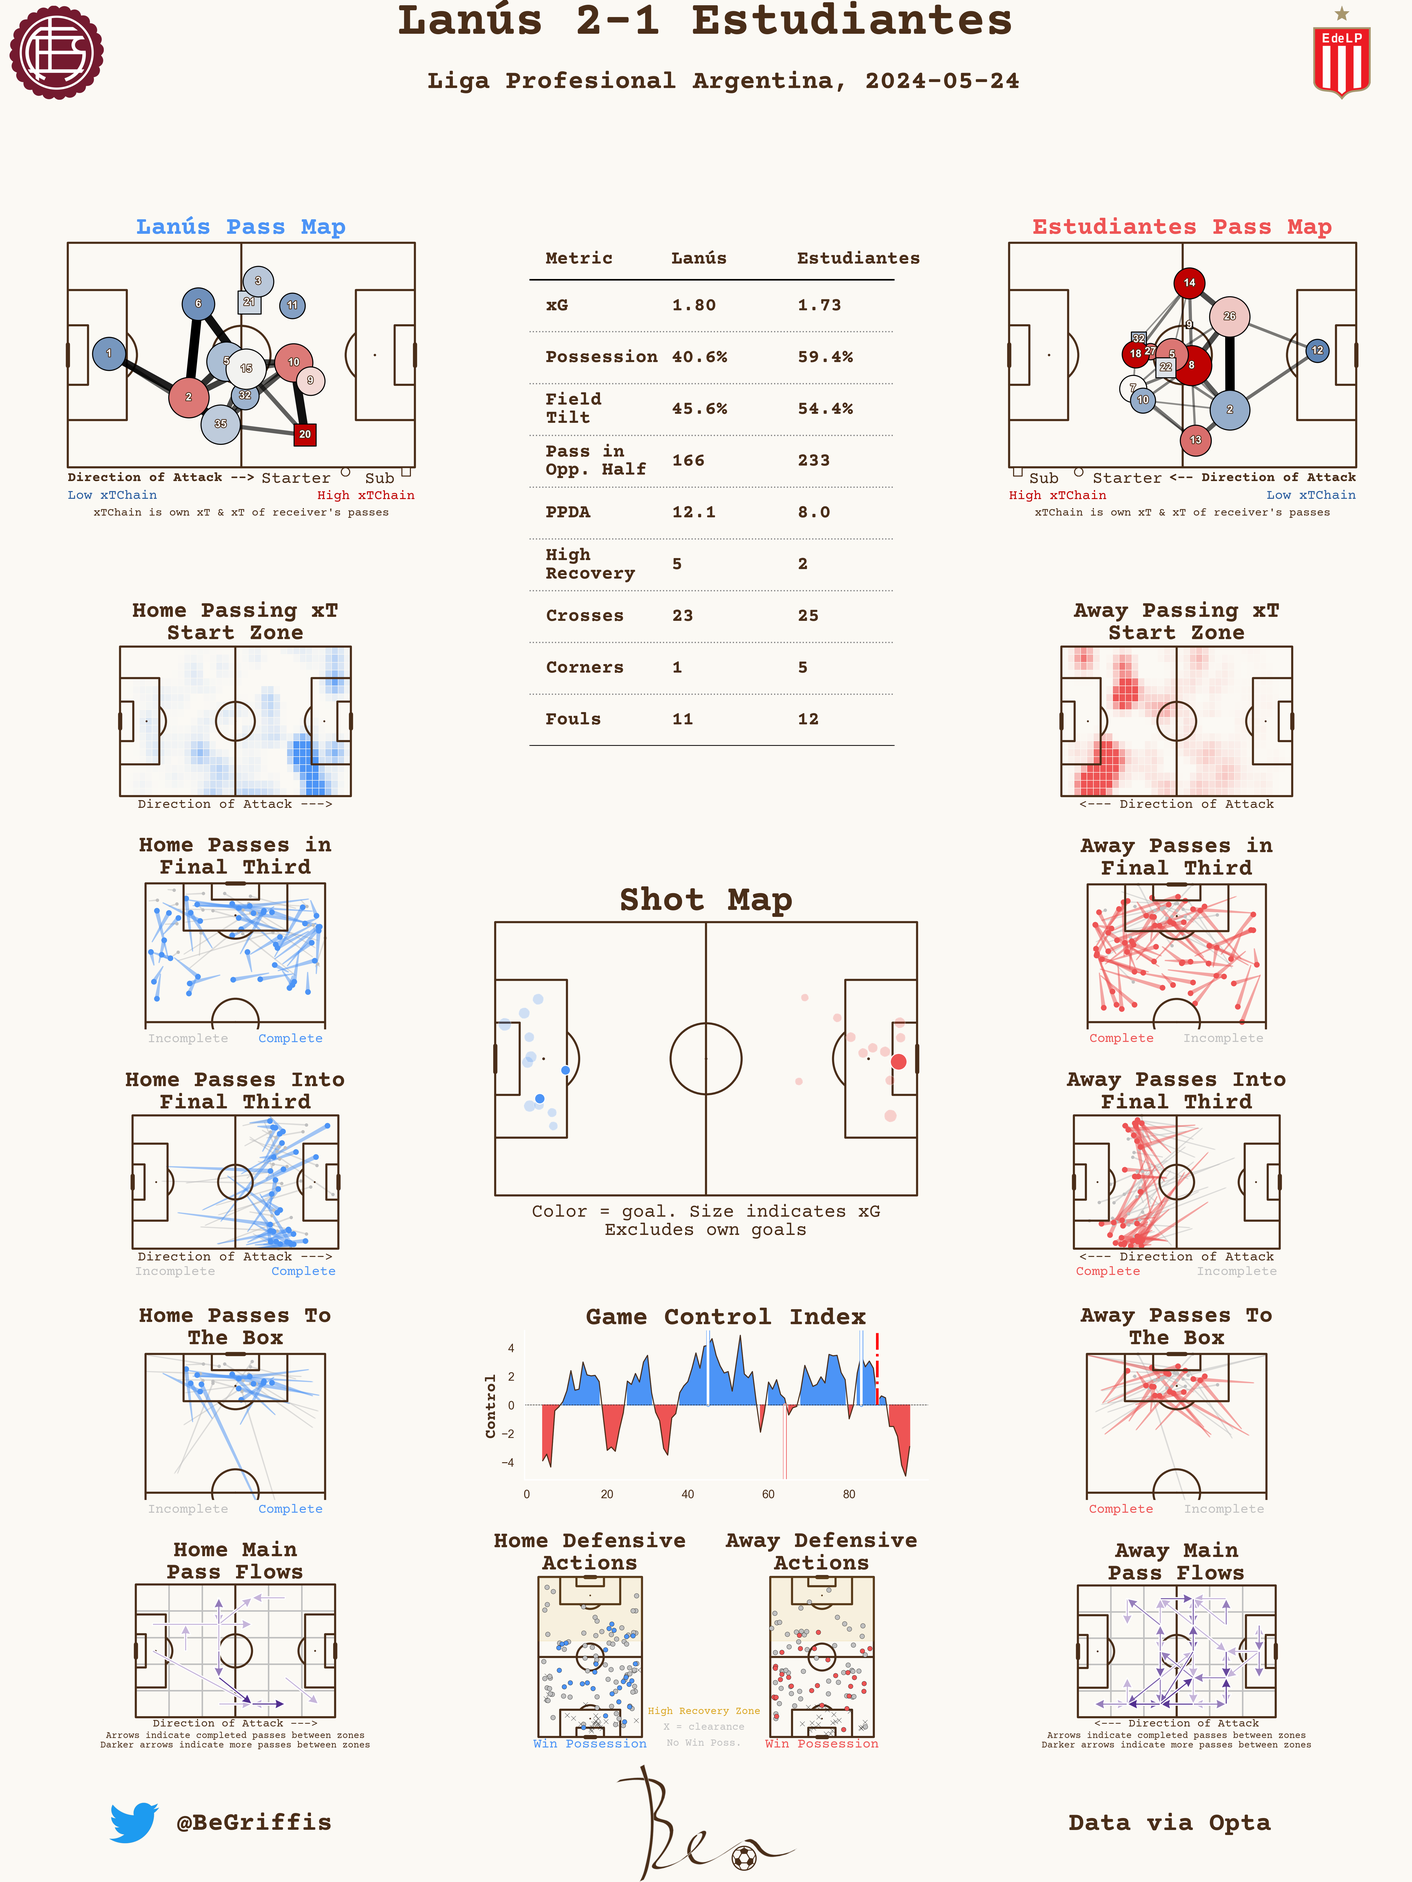 Lanús 2-1 Estudiantes
Liga Profesional Argentina, 2024-05-24
EdeLP
Lanús Pass Map
1
6
2
35
5
15
32
3
21
11
10
9
20
Direction of Attack --> Starter Sub
Low xTChain High xTChain
xTChain is own xT & xT of receiver's passes
Metric Lanús Estudiantes
xG 1.80 1.73
Possession 40.6% 59.4%
Field
Tilt 45.6% 54.4%
Pass in
Opp. Half 166 233
PPDA 12.1 8.0
High
Recovery 5 2
Crosses 23 25
Corners 1 5
Fouls 11 12
Estudiantes Pass Map
14
26
9
32
18
27
5
22
8
7
10
2
13
12
Sub Starter <-- Direction of Attack
High xTChain Low xTChain
xTChain is own xT & xT of receiver's passes
Home Passing xT
Start Zone
Direction of Attack --->
Away Passing xT
Start Zone
<--- Direction of Attack
Home Passes in
Final Third
Incomplete Complete
Away Passes in
Final Third
Complete Incomplete
Shot Map
Color = goal. Size indicates xG
Excludes own goals
Home Passes Into
Final Third
Direction of Attack --->
Incomplete Complete
Away Passes Into
Final Third
<--- Direction of Attack
Complete Incomplete
Home Passes To
The Box
Incomplete Complete
Game Control Index
Control
4
2
0
−2
−4
0 20 40 60 80
Away Passes To
The Box
Complete Incomplete
Home Main
Pass Flows
Direction of Attack --->
Arrows indicate completed passes between zones
Darker arrows indicate more passes between zones
Home Defensive
Actions
Win Possession
Away Defensive
Actions
Win Possession
High Recovery Zone
X = clearance
No Win Poss.
Away Main
Pass Flows
<--- Direction of Attack
Arrows indicate completed passes between zones
Darker arrows indicate more passes between zones
@BeGriffis
Ben
Data via Opta